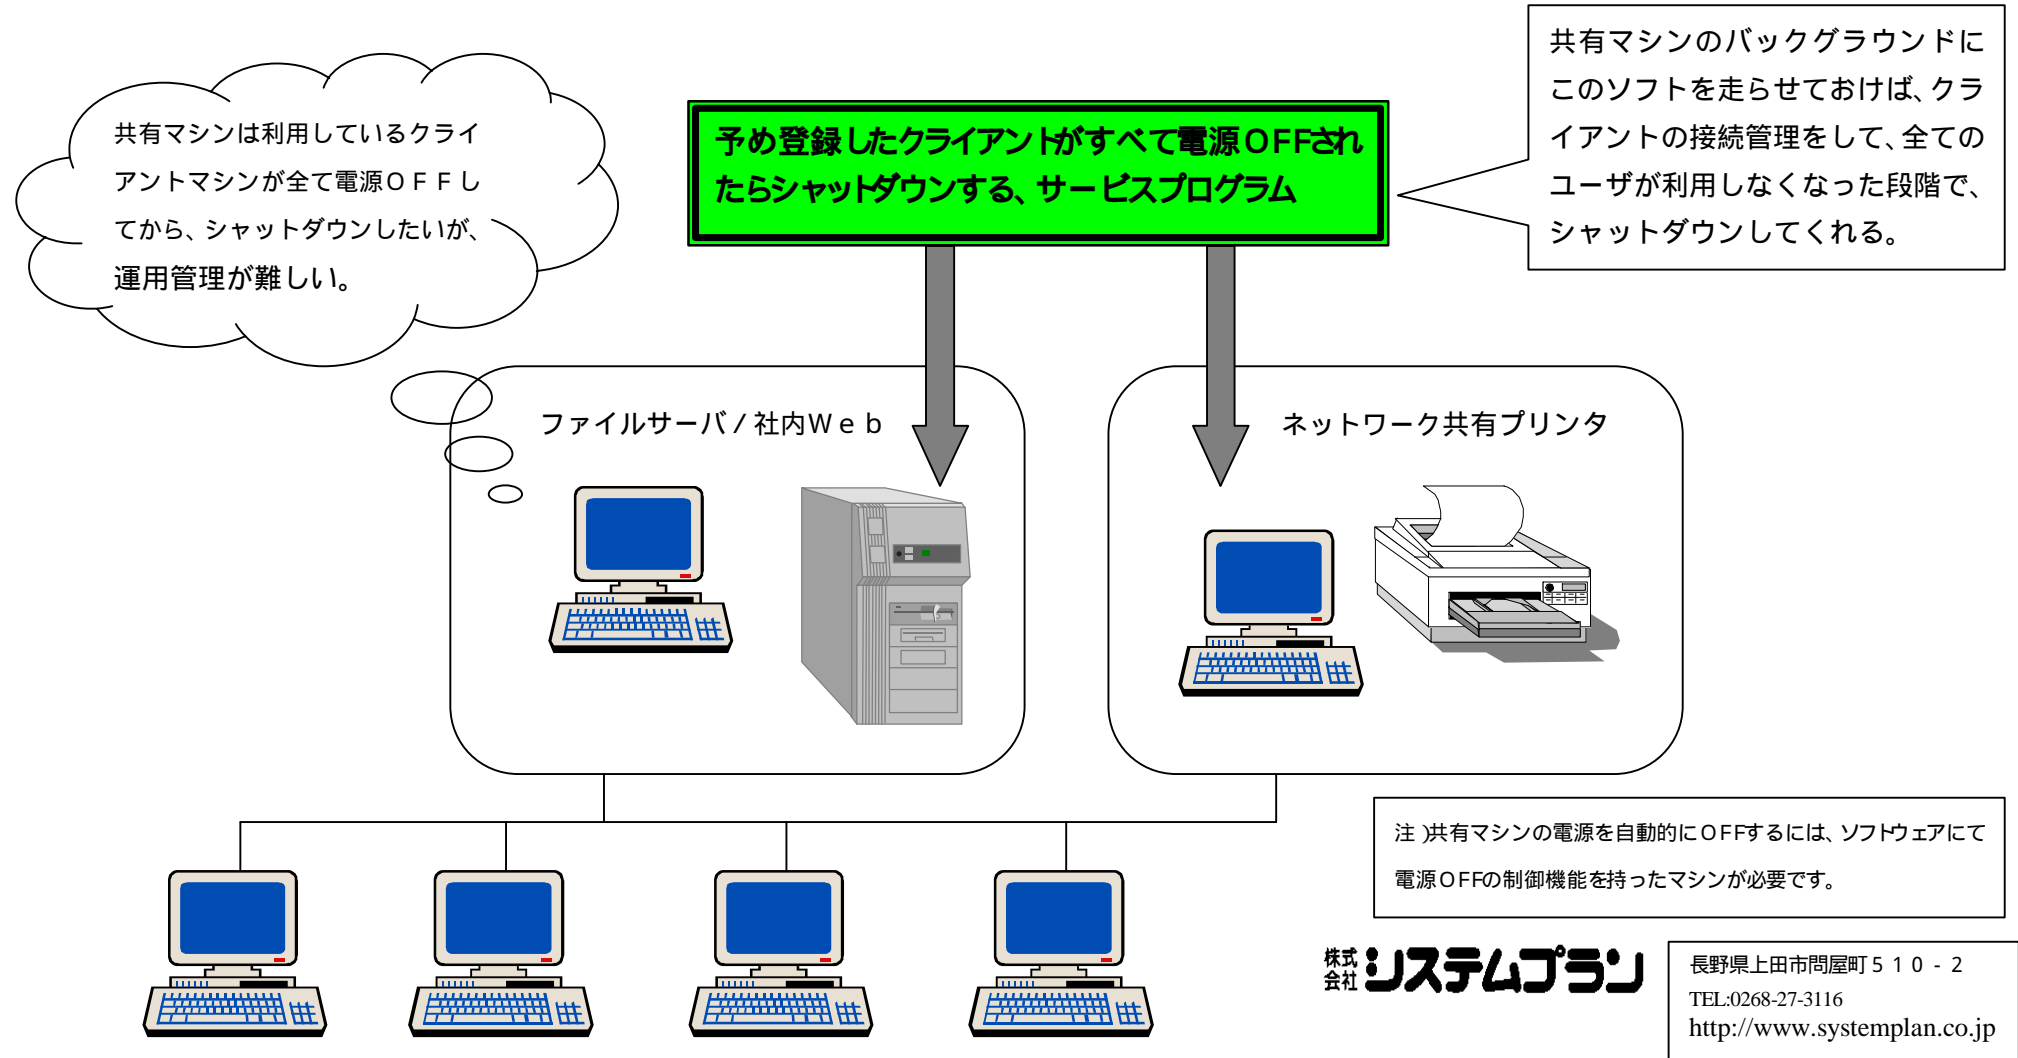 共有マシンは利用しているクライ
アントマシンが全て電源ＯＦＦし
てから、シャットダウンしたいが、
運用管理が難しい。
予め登録したクライアントがすべて電源ＯＦＦされ
たらシャットダウンする、サービスプログラム
共有マシンのバックグラウンドに
このソフトを走らせておけば、クラ
イアントの接続管理をして、全ての
ユーザが利用しなくなった段階で、
シャットダウンしてくれる。
ファイルサーバ／社内Ｗｅｂ
ネットワーク共有プリンタ
注）共有マシンの電源を自動的にＯＦＦするには、ソフトウェアにて
電源ＯＦＦの制御機能を持ったマシンが必要です。
株式会社システムプラン
長野県上田市問屋町５１０－２
TEL:0268-27-3116
http://www.systemplan.co.jp